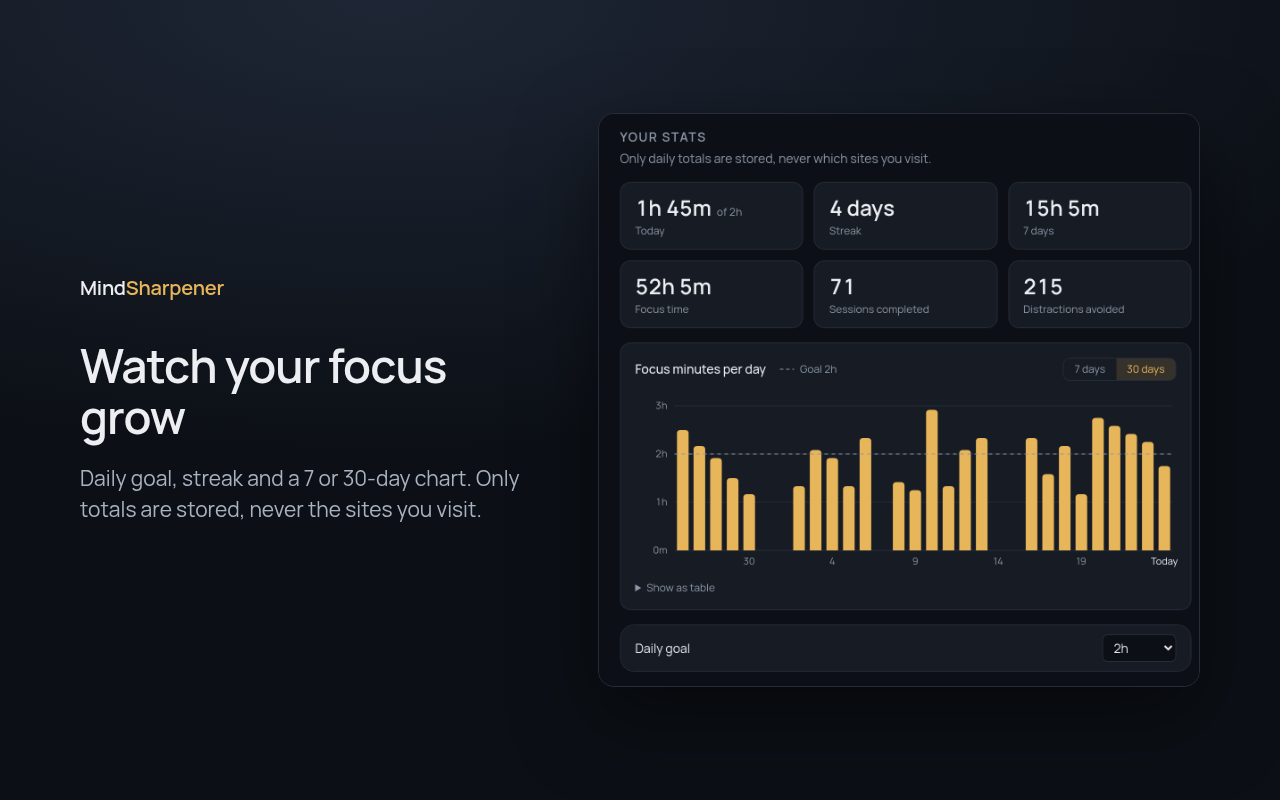 MindSharpener
Watch your focus
grow
Daily goal, streak and a 7 or 30-day chart. Only
totals are stored, never the sites you visit.
YOUR STATS
Only daily totals are stored, never which sites you visit.
1h 45m of 2h
Today
4 days
Streak
15h 5m
7 days
52h 5m
Focus time
71
Sessions completed
215
Distractions avoided
Focus minutes per day
Goal 2h
7 days
30 days
3h
2h
1h
0m
30
4
9
14
19
Today
Show as table
Daily goal
2h